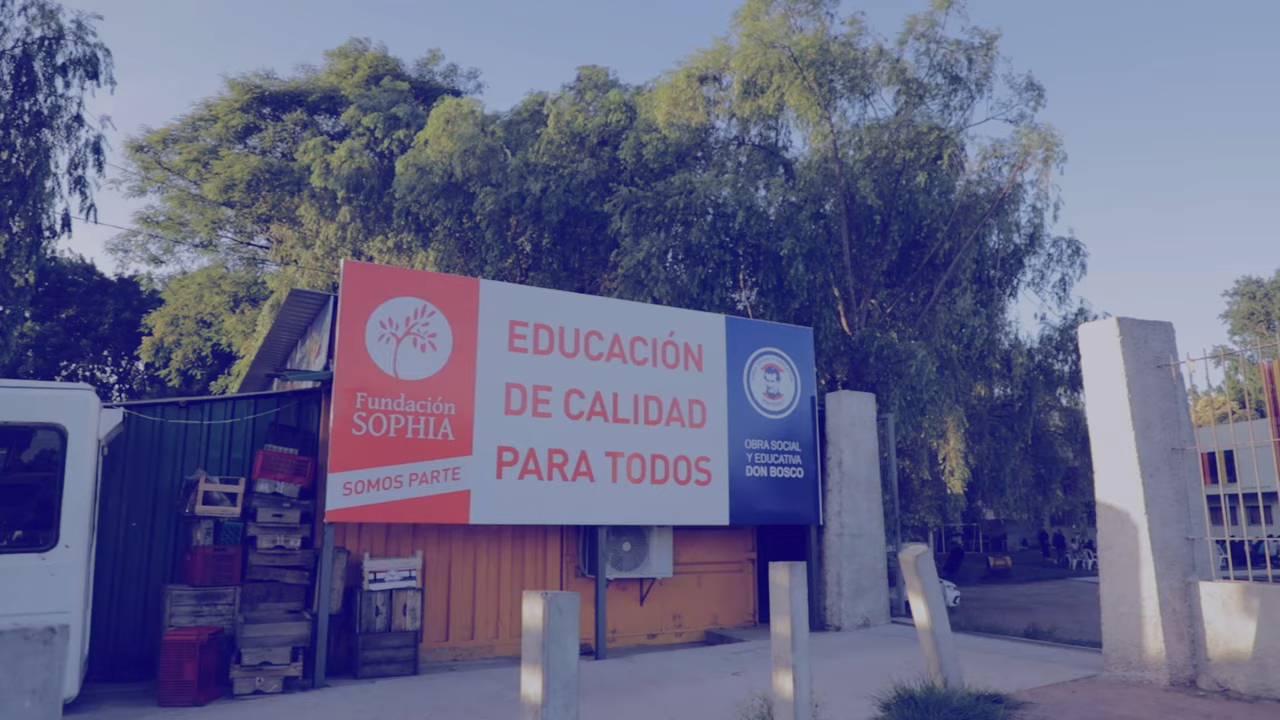 Fundación
SOPHIA
SOMOS PARTE
EDUCACIÓN
DE CALIDAD
PARA TODOS
OBRA SOCIAL
Y EDUCATIVA
DON BOSCO